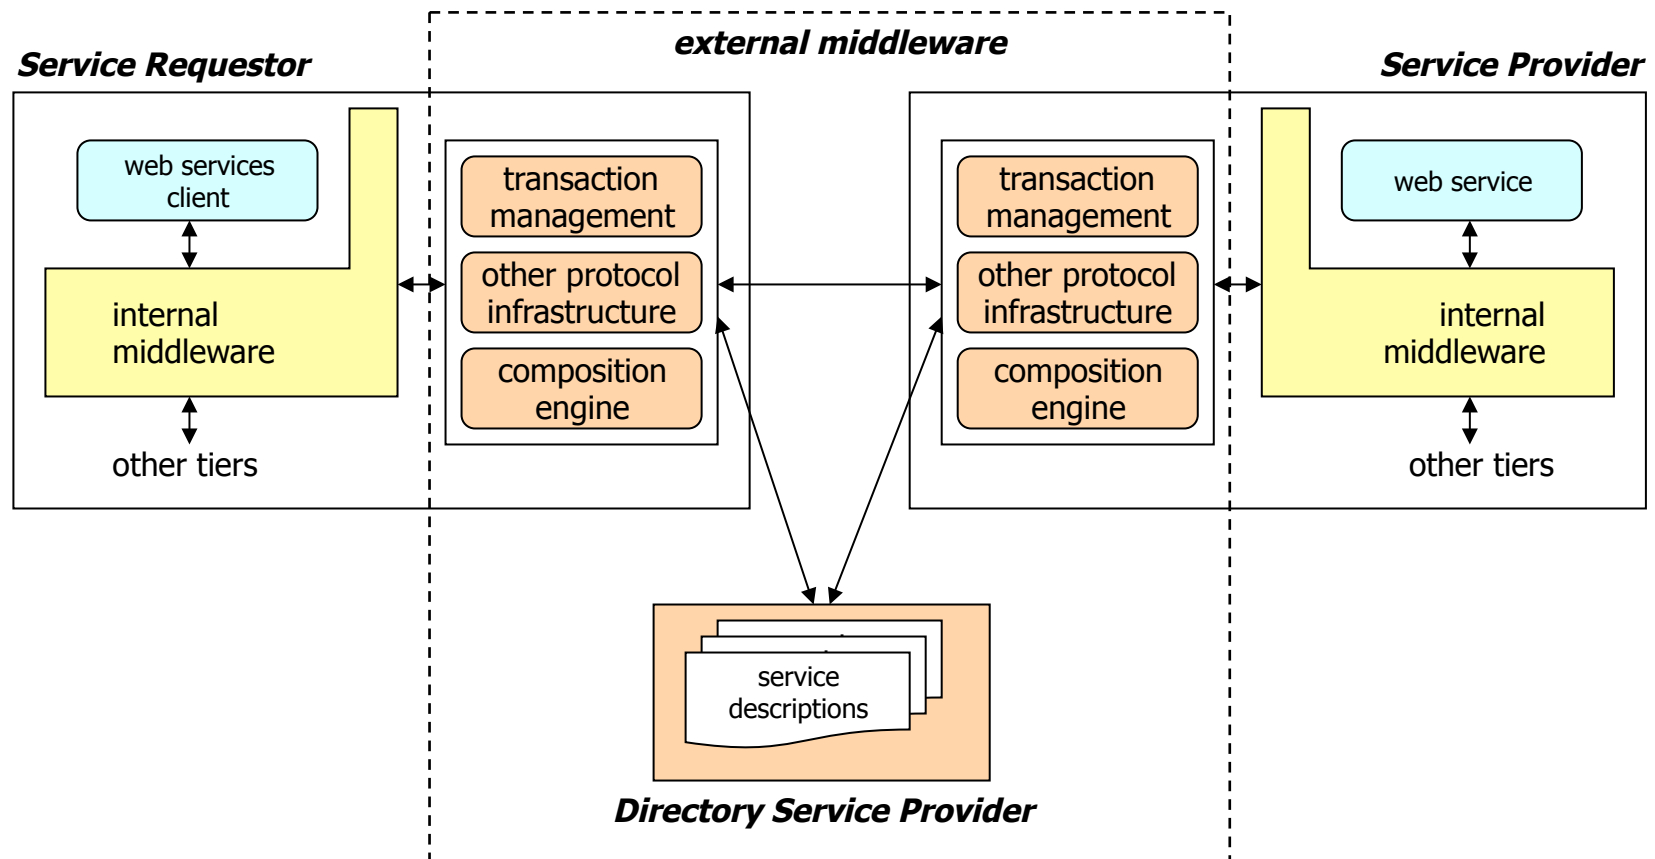 external middleware
Service Requestor
Service Provider
web services
client
transaction
management
transaction
management
web service
other protocol
infrastructure
other protocol
infrastructure
internal
middleware
internal
middleware
composition
engine
composition
engine
other tiers
other tiers
service
descriptions
Directory Service Provider